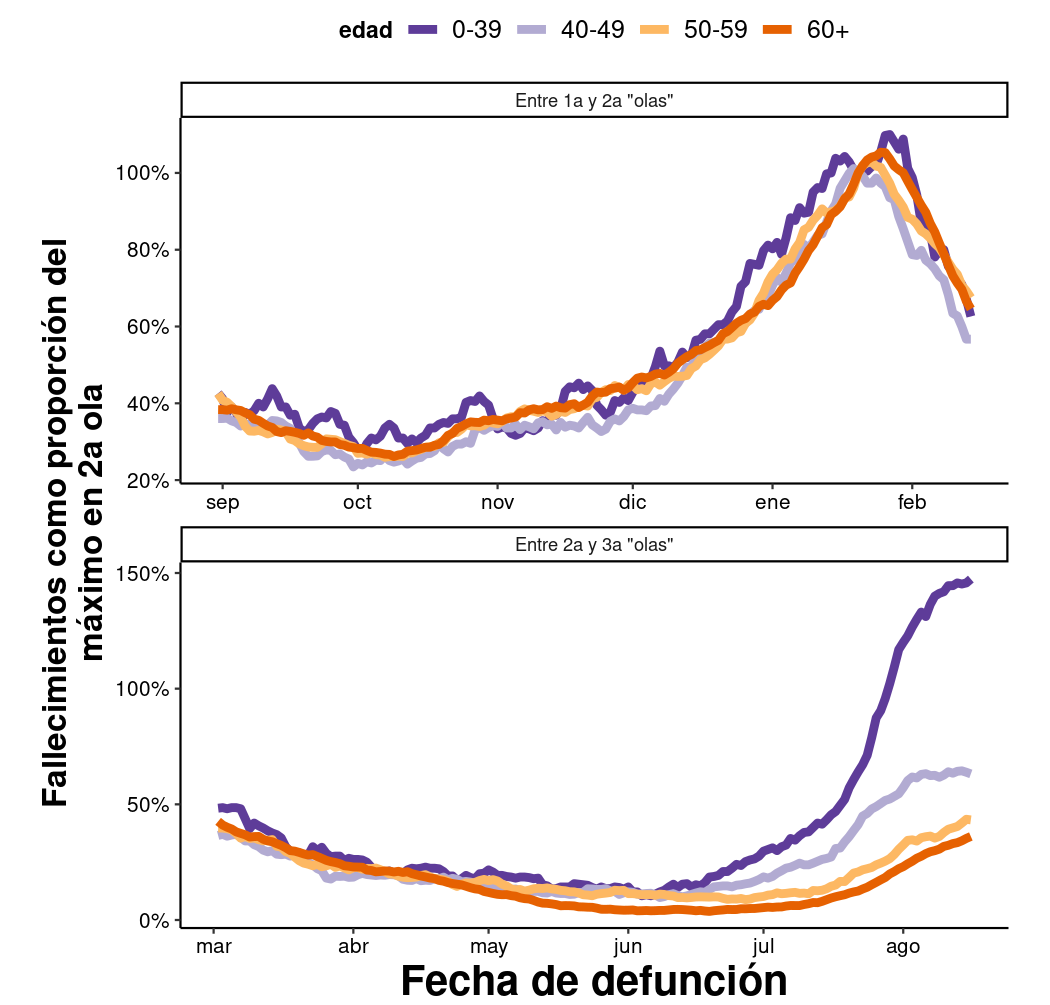 edad 0-39 40-49 50-59 60+
Entre 1a y 2a "olas"
100%
80%
60%
40%
20%
sep oct nov dic ene feb
Fallecimientos como proporción del
máximo en 2a ola
Entre 2a y 3a "olas"
150%
100%
50%
0%
mar abr may jun jul ago
Fecha de defunción